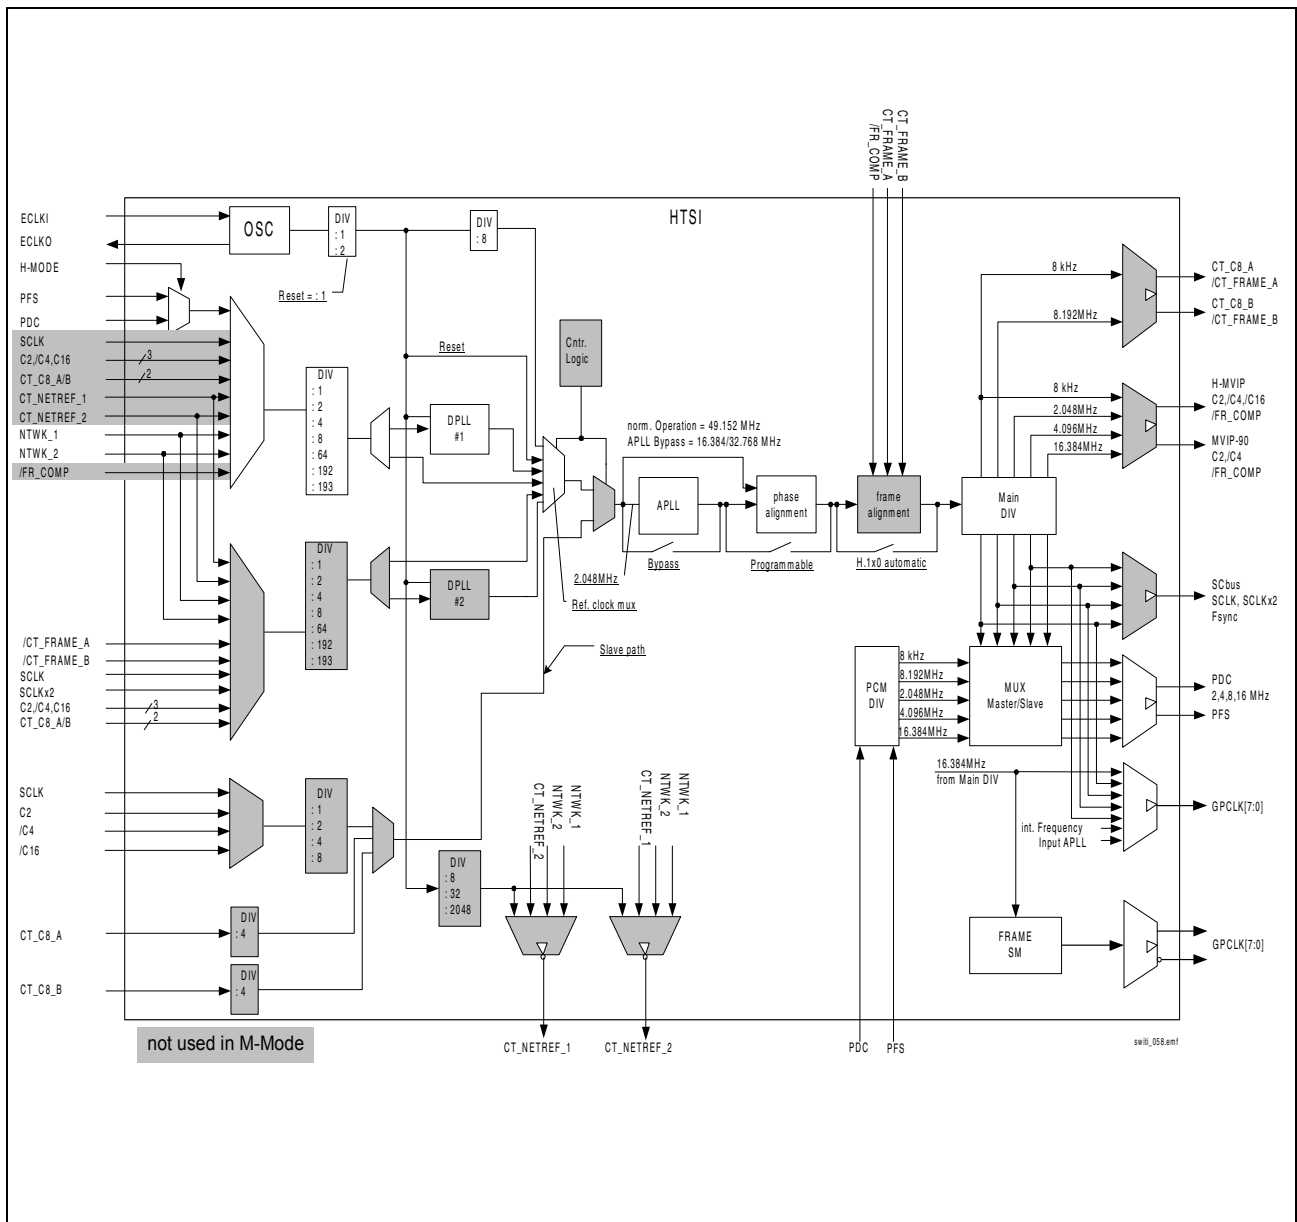 CT_FRAME_B
CT_FRAME_A
/FR_COMP
HTSI
ECLKI
ECLKO
H-MODE
PFS
PDC
SCLK
C2,/C4,C16
3
CT_C8_A/B
2
CT_NETREF_1
CT_NETREF_2
NTWK_1
NTWK_2
/FR_COMP
OSC
DIV
: 1
: 2
Reset = : 1
DIV
: 8
Reset
Cntr.
Logic
DIV
: 1
: 2
: 4
: 8
: 64
: 192
: 193
DPLL
#1
norm. Operation = 49.152 MHz
APLL Bypass = 16.384/32.768 MHz
APLL
phase
alignment
frame
alignment
Main
DIV
Bypass
Programmable
H.1x0 automatic
2.048MHz
Ref. clock mux
Slave path
8 kHz
8.192MHz
CT_C8_A
/CT_FRAME_A
CT_C8_B
/CT_FRAME_B
8 kHz
2.048MHz
4.096MHz
16.384MHz
H-MVIP
C2,/C4,/C16
/FR_COMP
MVIP-90
C2,/C4
/FR_COMP
DIV
: 1
: 2
: 4
: 8
: 64
: 192
: 193
DPLL
#2
/CT_FRAME_A
/CT_FRAME_B
SCLK
SCLKx2
C2,/C4,C16
3
CT_C8_A/B
2
SCbus
SCLK, SCLKx2
Fsync
PCM
DIV
8 kHz
8.192MHz
2.048MHz
4.096MHz
16.384MHz
MUX
Master/Slave
PDC
2,4,8,16 MHz
PFS
16.384MHz
from Main DIV
int. Frequency
Input APLL
GPCLK[7:0]
SCLK
C2
/C4
/C16
DIV
: 1
: 2
: 4
: 8
NTWK_1
NTWK_2
CT_NETREF_2
NTWK_1
NTWK_2
CT_NETREF_1
DIV
: 8
: 32
: 2048
CT_C8_A
DIV
: 4
CT_C8_B
DIV
: 4
FRAME
SM
GPCLK[7:0]
not used in M-Mode
CT_NETREF_1
CT_NETREF_2
PDC
PFS
switi_058.emf